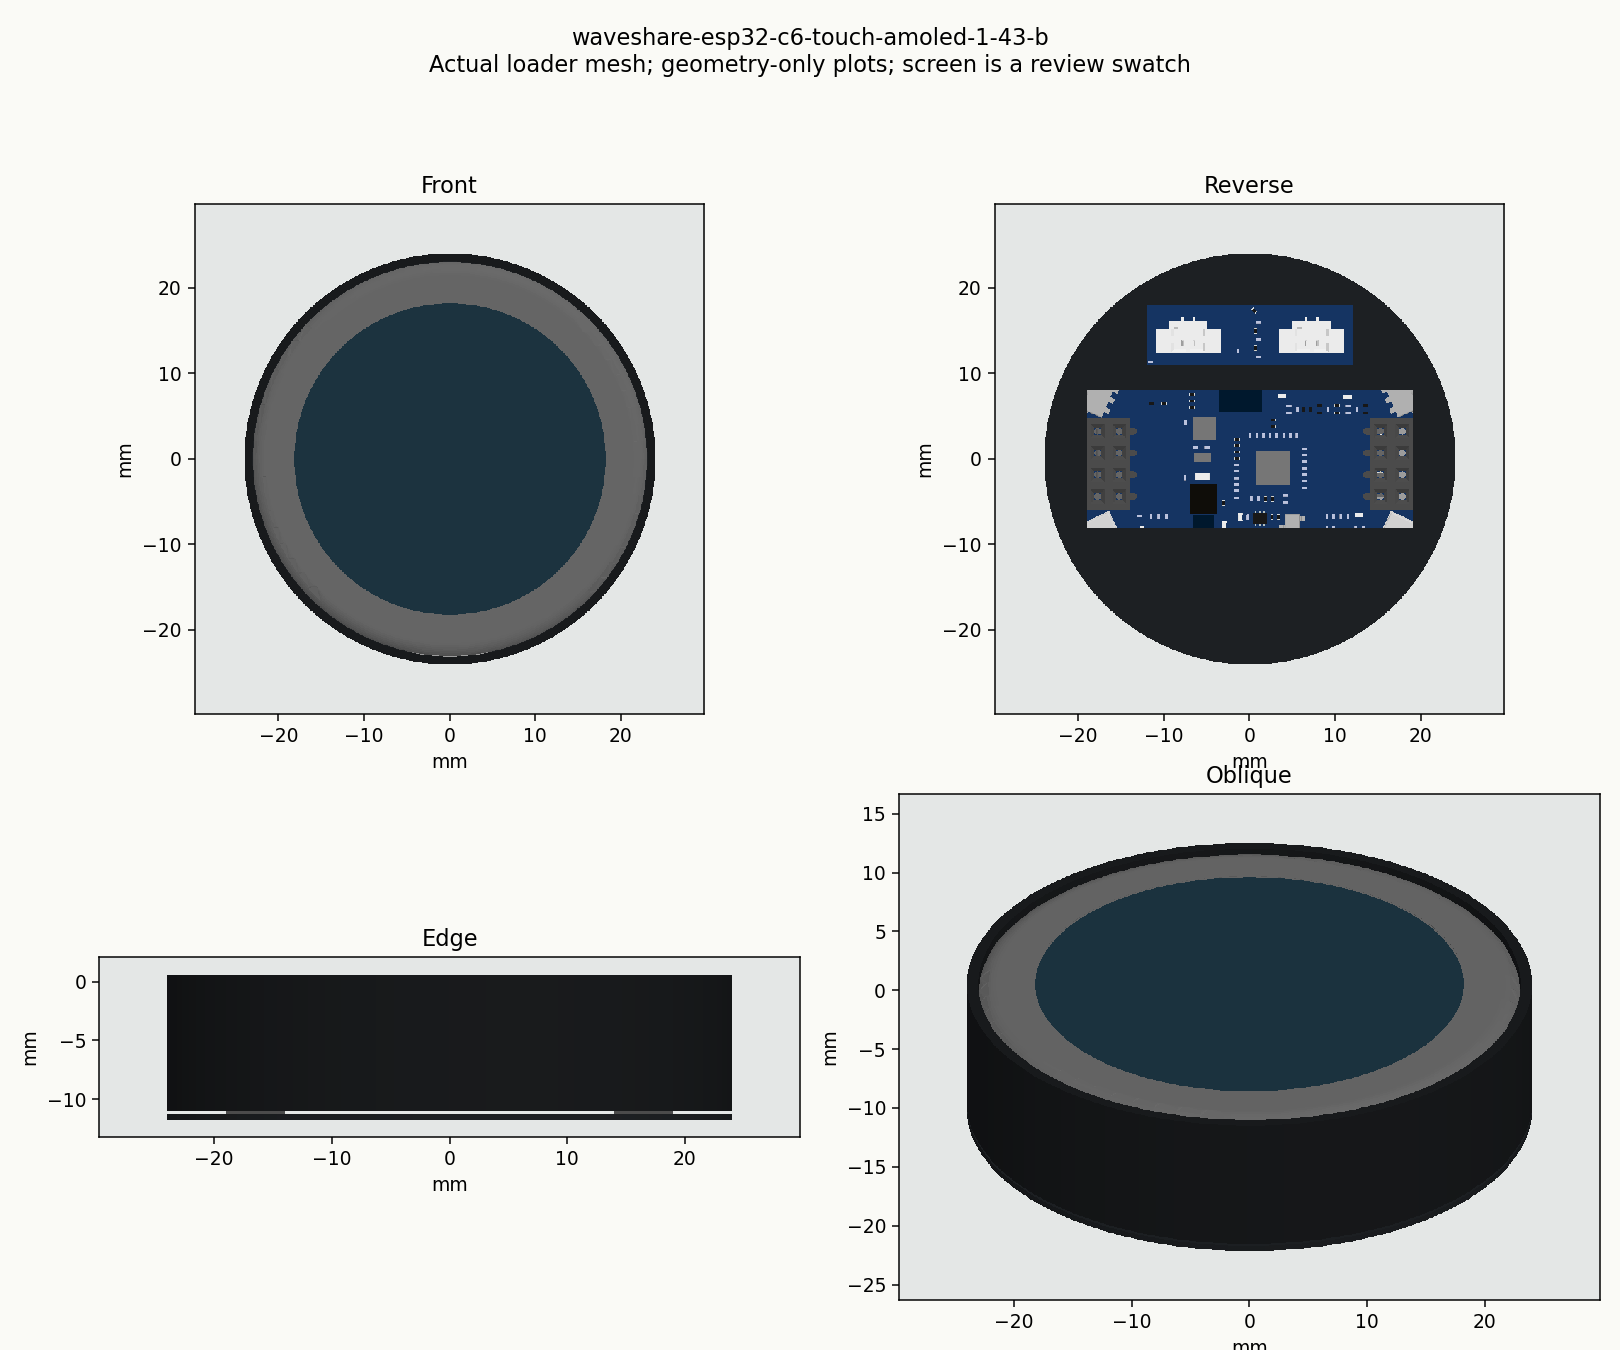 waveshare-esp32-c6-touch-amoled-1-43-b
Actual loader mesh; geometry-only plots; screen is a review swatch
Front
20
10
0
−10
−20
mm
−20 −10 0 10 20
mm
Reverse
20
10
0
−10
−20
mm
−20 −10 0 10 20
mm
Edge
0
−5
−10
mm
−20 −10 0 10 20
mm
Oblique
15
10
5
0
−5
−10
−15
−20
−25
mm
−20 −10 0 10 20
mm